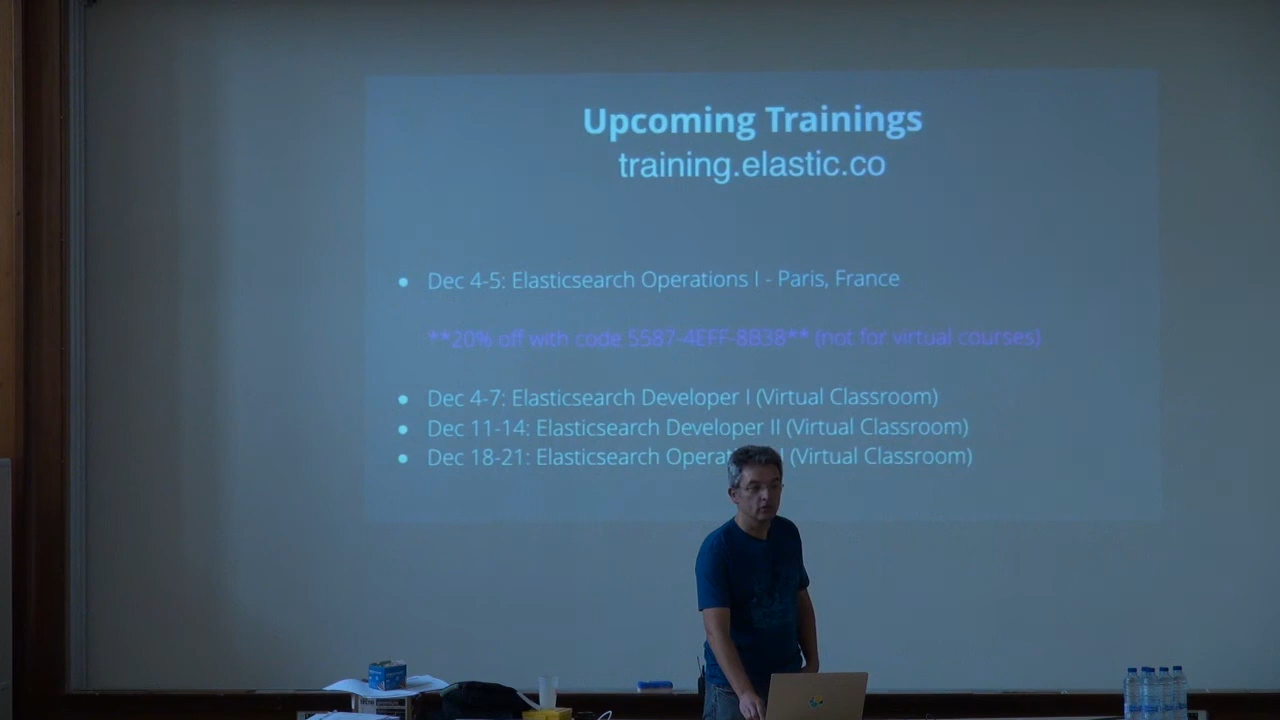 Upcoming Trainings
training.elastic.co
• Dec 4-5: Elasticsearch Operations I - Paris, France
**20% off with code 5587-4EFF-8B38** (not for virtual courses)
• Dec 4-7: Elasticsearch Developer I (Virtual Classroom)
• Dec 11-14: Elasticsearch Developer II (Virtual Classroom)
• Dec 18-21: Elasticsearch (Virtual Classroom)